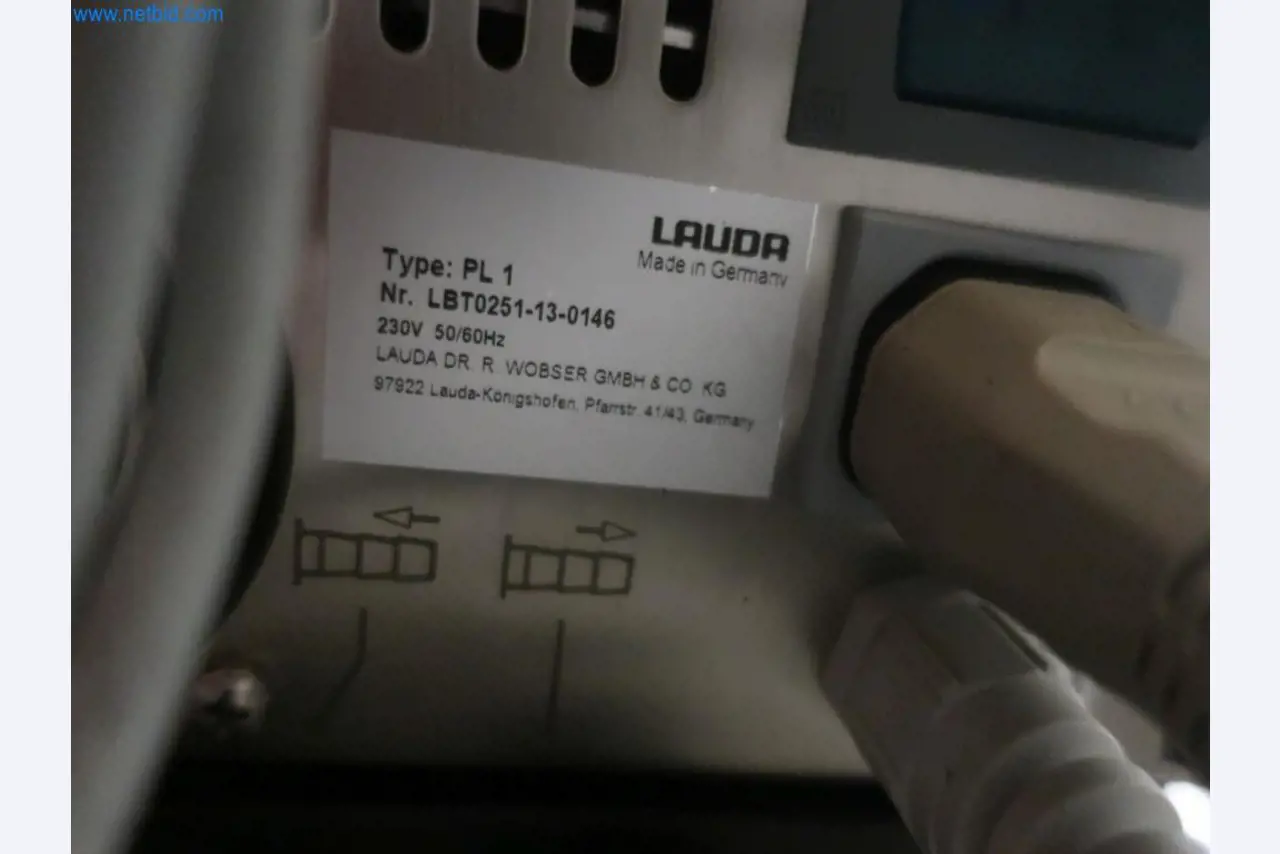 www.netbid.com
LAUDA
Made in Germany
Type: PL 1
Nr. LBT0251-13-0146
230V 50/60Hz
LAUDA DR. R. WOBSER GMBH & CO. KG
97922 Lauda-Königshofen, Pfarrstr. 41/43, Germany